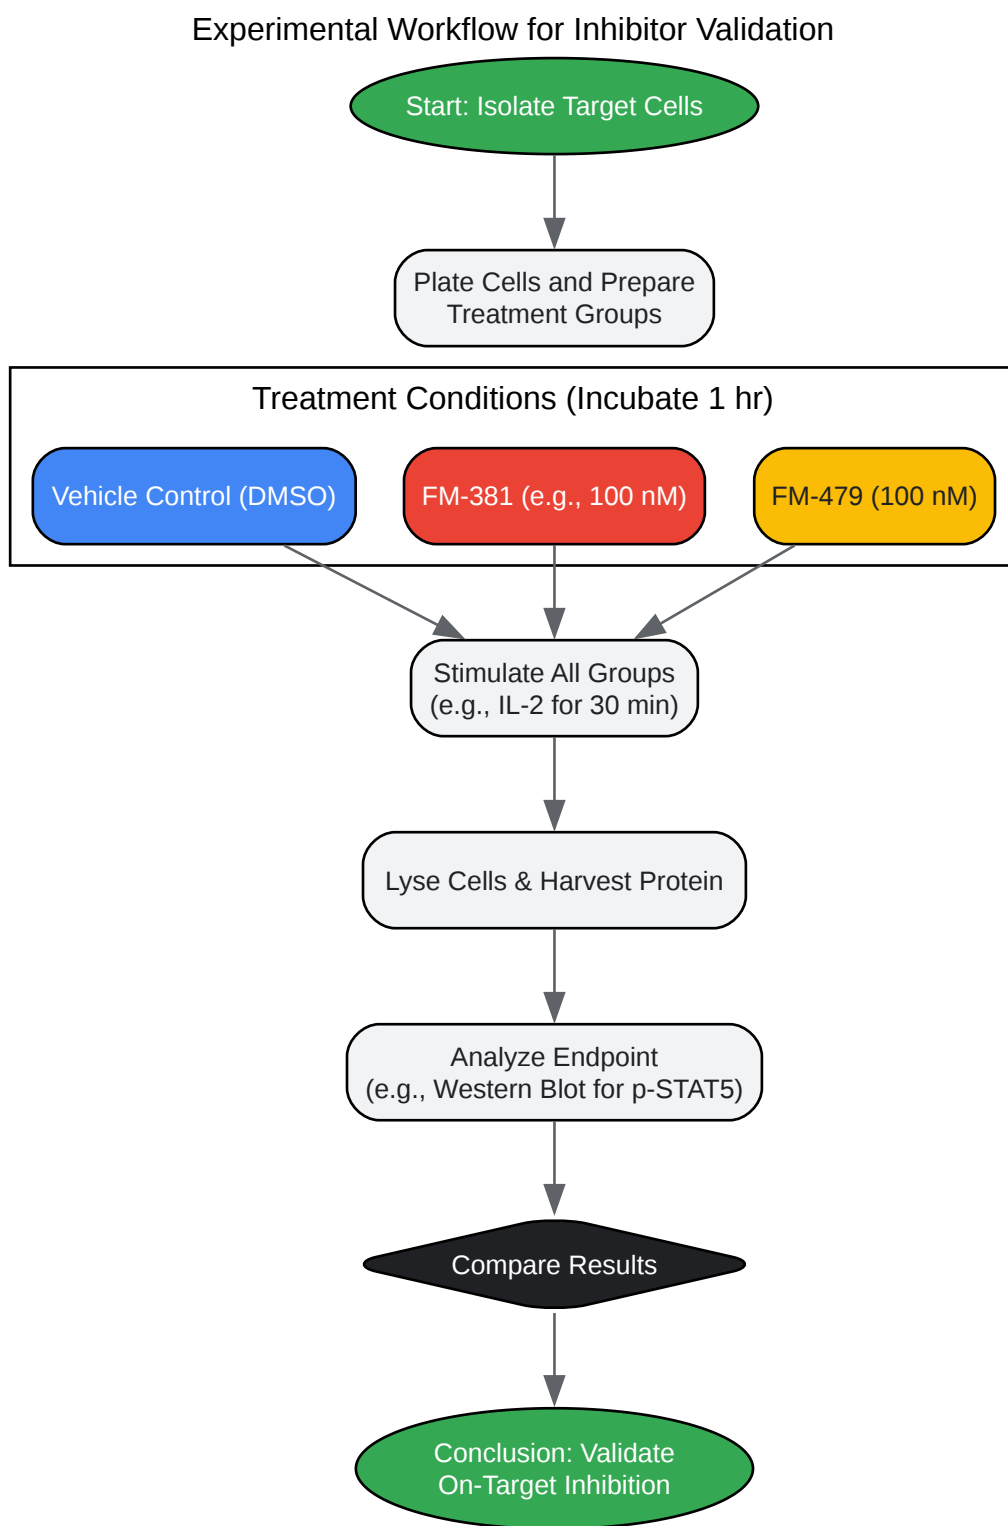 Experimental Workflow for Inhibitor Validation
Start: Isolate Target Cells
Plate Cells and Prepare
Treatment Groups
Treatment Conditions (Incubate 1 hr)
Vehicle Control (DMSO)
FM-381 (e.g., 100 nM)
FM-479 (100 nM)
Stimulate All Groups
(e.g., IL-2 for 30 min)
Lyse Cells & Harvest Protein
Analyze Endpoint
(e.g., Western Blot for p-STAT5)
Compare Results
Conclusion: Validate
On-Target Inhibition